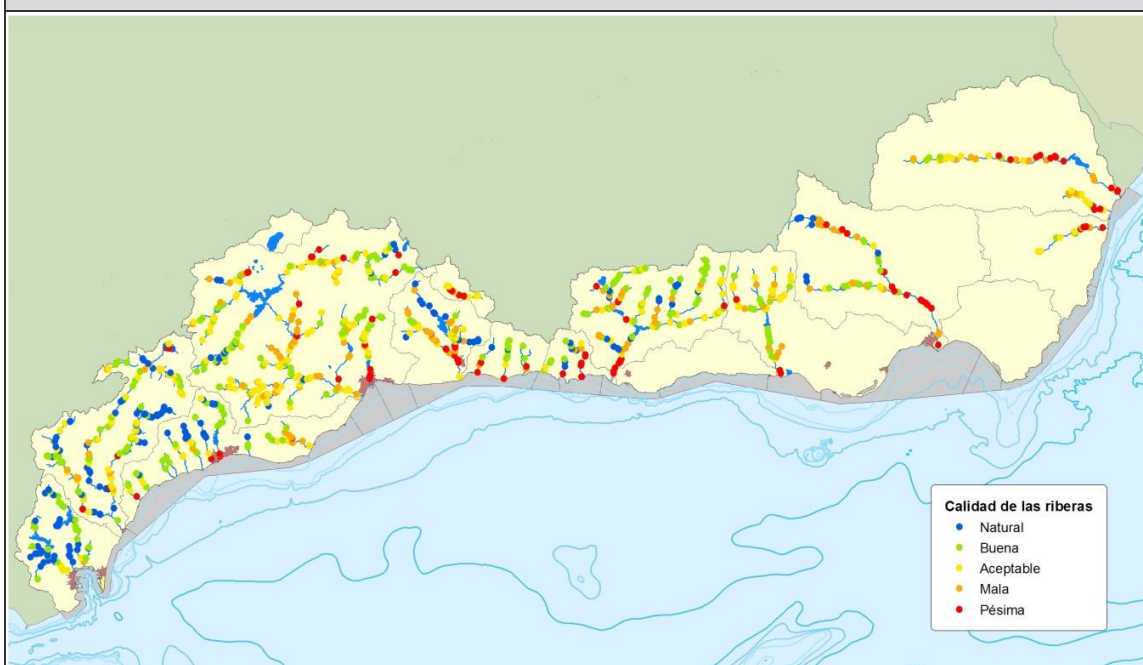 Calidad de las riberas
Natural
Buena
Aceptable
Mala
Pésima